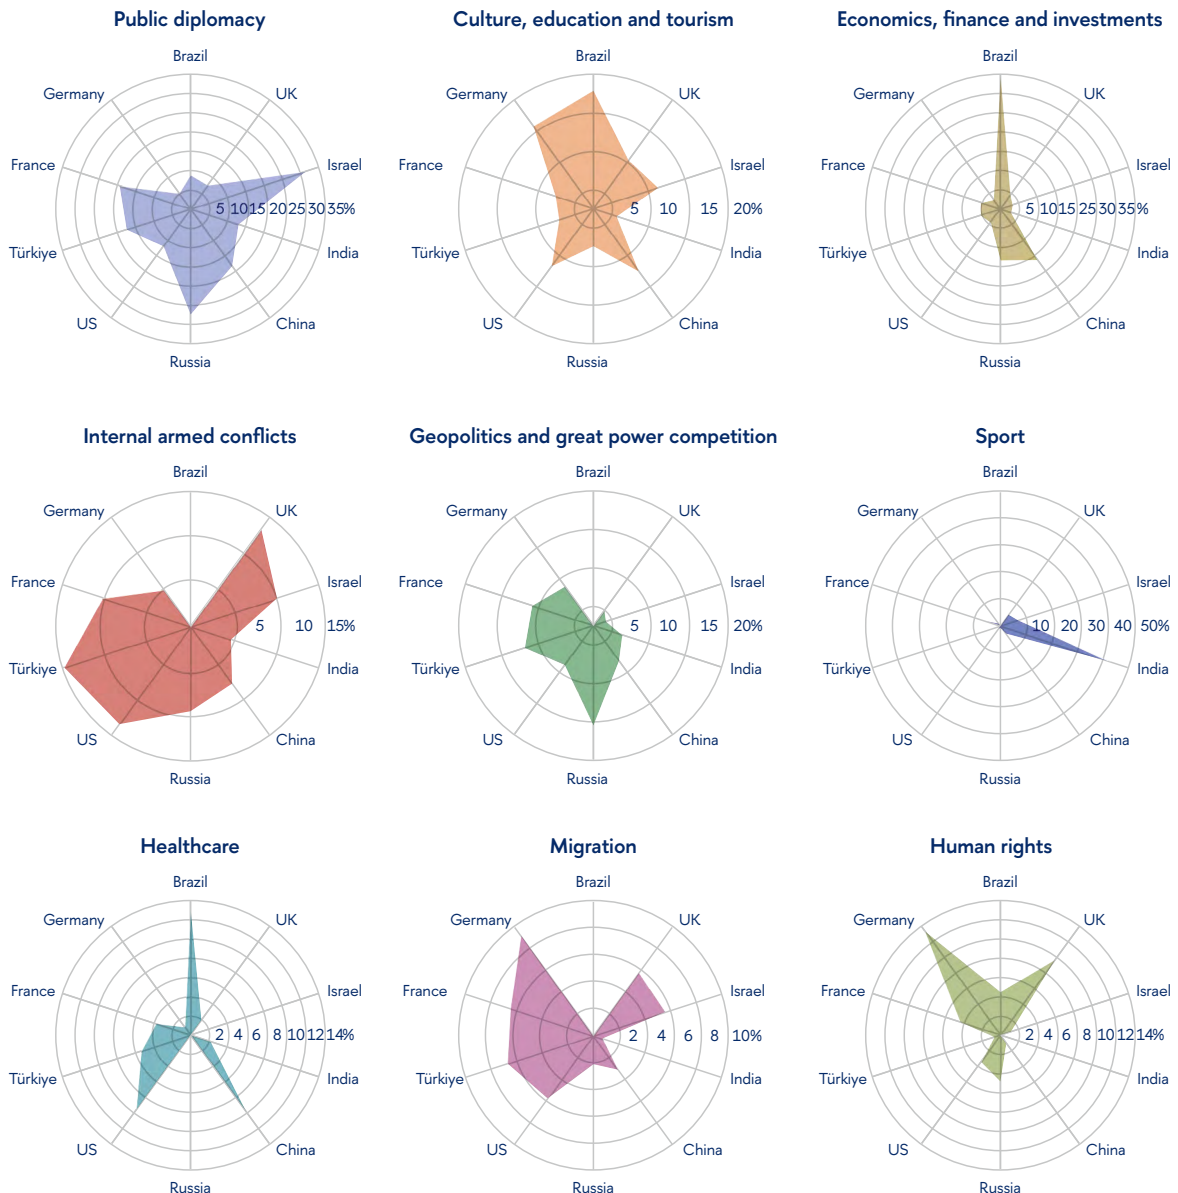 Public diplomacy
Culture, education and tourism
Economics, finance and investments
Brazil
Brazil
Brazil
Germany
UK
Germany
UK
Germany
UK
France
Israel
France
Israel
France
Israel
5 10 15 20 25 30 35%
5 10 15 20%
5 10 15 20 25 30 35%
Türkiye
India
Türkiye
India
Türkiye
India
US
China
US
China
US
China
Russia
Russia
Russia
Internal armed conflicts
Geopolitics and great power competition
Sport
Brazil
Brazil
Brazil
Germany
UK
Germany
UK
Germany
UK
France
Israel
France
Israel
France
Israel
5 10 15%
5 10 15 20%
10 20 30 40 50%
Türkiye
India
Türkiye
India
Türkiye
India
US
China
US
China
US
China
Russia
Russia
Russia
Healthcare
Migration
Human rights
Brazil
Brazil
Brazil
Germany
UK
Germany
UK
Germany
UK
France
Israel
France
Israel
France
Israel
2 4 6 8 10 12 14%
2 4 6 8 10%
2 4 6 8 10 12 14%
Türkiye
India
Türkiye
India
Türkiye
India
US
China
US
China
US
China
Russia
Russia
Russia